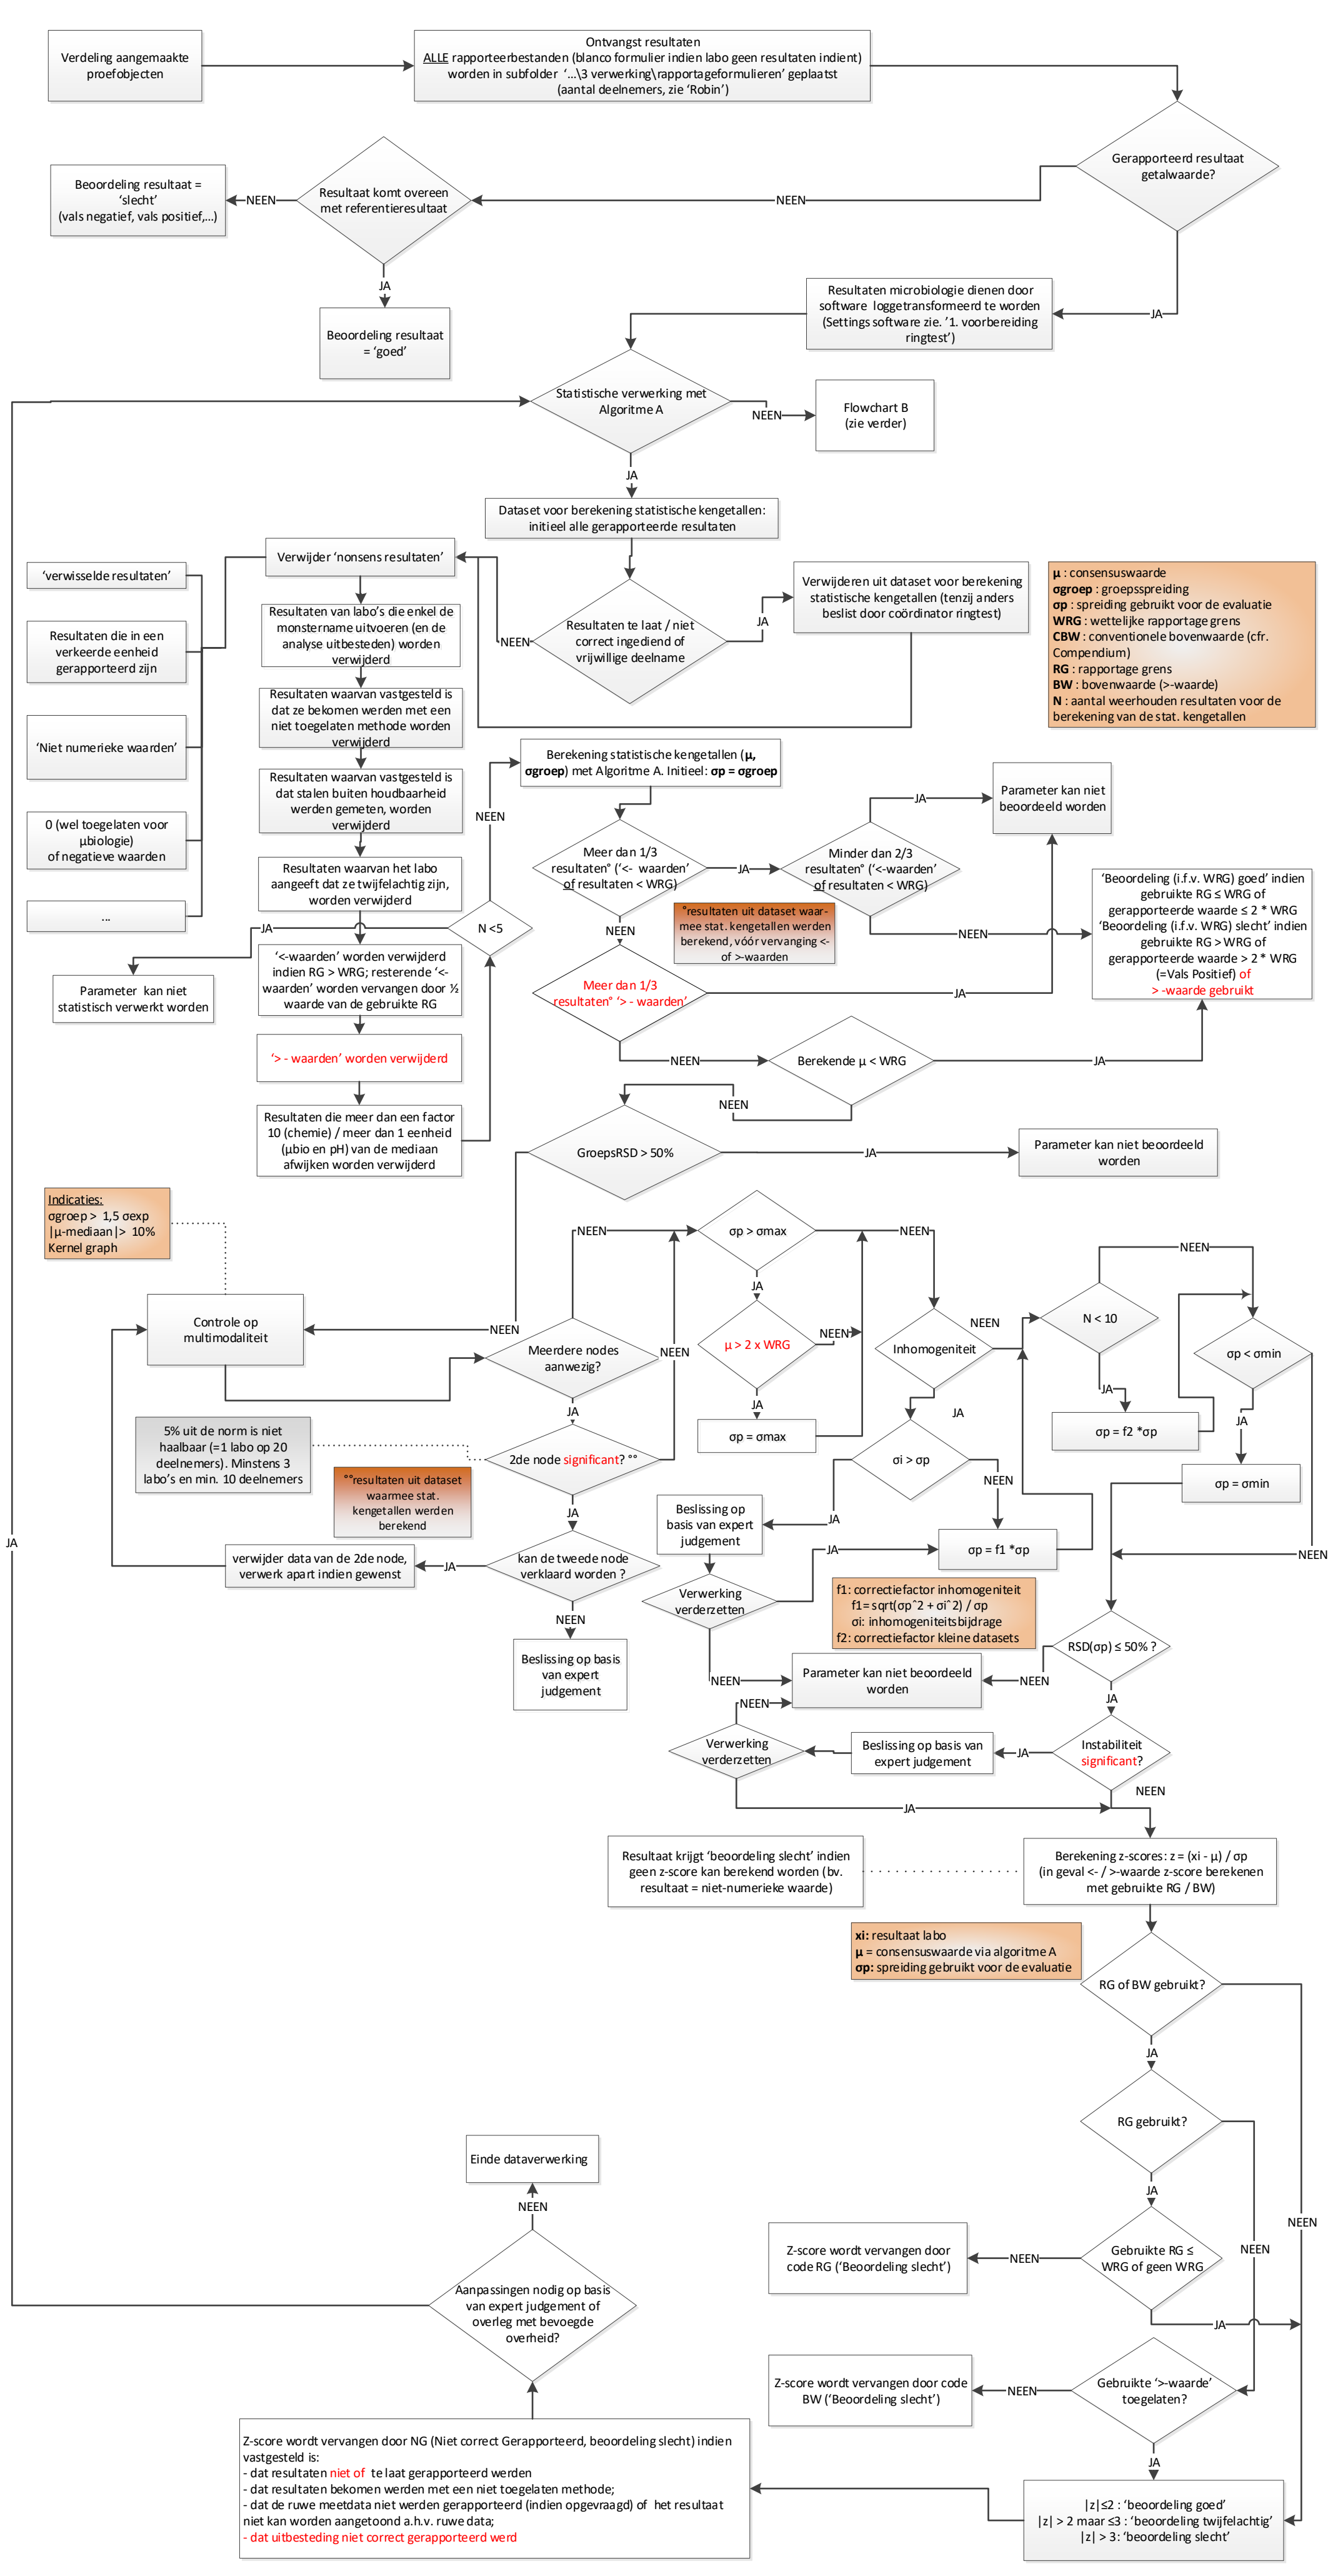 Verdeling aangemaakte
proefobjecten
Ontvangst resultaten
ALLE rapporteerbestanden (blanco formulier indien labo geen resultaten indient)
worden in subfolder ‘...\3 verwerking\rapportageformulieren’ geplaatst
(aantal deelnemers, zie ‘Robin’)
Gerapporteerd resultaat
getalwaarde?
NEEN
Resultaat komt overeen
met referentieresultaat
NEEN
Beoordeling resultaat =
‘slecht’
(vals negatief, vals positief,...)
JA
Beoordeling resultaat
= ‘goed’
JA
Resultaten microbiologie dienen door
software loggetransformeerd te worden
(Settings software zie. ’1. voorbereiding
ringtest’)
Statistische verwerking met
Algoritme A
NEEN
Flowchart B
(zie verder)
JA
Dataset voor berekening statistische kengetallen:
initieel alle gerapporteerde resultaten
Resultaten te laat / niet
correct ingediend of
vrijwillige deelname
JA
Verwijderen uit dataset voor berekening
statistische kengetallen (tenzij anders
beslist door coördinator ringtest)
NEEN
Verwijder ‘nonsens resultaten’
‘verwisselde resultaten’
Resultaten die in een
verkeerde eenheid
gerapporteerd zijn
‘Niet numerieke waarden’
0 (wel toegelaten voor
µbiologie)
of negatieve waarden
...
Resultaten van labo’s die enkel de
monstername uitvoeren (en de
analyse uitbesteden) worden
verwijderd
Resultaten waarvan vastgesteld is
dat ze bekomen werden met een
niet toegelaten methode worden
verwijderd
Resultaten waarvan vastgesteld is
dat stalen buiten houdbaarheid
werden gemeten, worden
verwijderd
Resultaten waarvan het labo
aangeeft dat ze twijfelachtig zijn,
worden verwijderd
‘<-waarden’ worden verwijderd
indien RG > WRG; resterende ‘<-
waarden’ worden vervangen door ½
waarde van de gebruikte RG
‘> - waarden’ worden verwijderd
Resultaten die meer dan een factor
10 (chemie) / meer dan 1 eenheid
(µbio en pH) van de mediaan
afwijken worden verwijderd
N <5
JA
Parameter kan niet
statistisch verwerkt worden
NEEN
µ : consensuswaarde
σgroep : groepsspreiding
σp : spreiding gebruikt voor de evaluatie
WRG : wettelijke rapportage grens
CBW : conventionele bovenwaarde (cfr.
Compendium)
RG : rapportage grens
BW : bovenwaarde (>-waarde)
N : aantal weerhouden resultaten voor de
berekening van de stat. kengetallen
Berekening statistische kengetallen (µ,
σgroep) met Algoritme A. Initieel: σp = σgroep
Meer dan 1/3
resultaten° (‘<- waarden’
of resultaten < WRG)
JA
Minder dan 2/3
resultaten° (‘<-waarden’
of resultaten < WRG)
JA
Parameter kan niet
beoordeeld worden
NEEN
‘Beoordeling (i.f.v. WRG) goed’ indien
gebruikte RG ≤ WRG of
gerapporteerde waarde ≤ 2 * WRG
‘Beoordeling (i.f.v. WRG) slecht’ indien
gebruikte RG > WRG of
gerapporteerde waarde > 2 * WRG
(=Vals Positief) of
> -waarde gebruikt
°resultaten uit dataset waar-
mee stat. kengetallen werden
berekend, vóór vervanging <-
of >-waarden
NEEN
Meer dan 1/3
resultaten° ‘> - waarden’
JA
NEEN
Berekende µ < WRG
JA
NEEN
GroepsRSD > 50%
JA
Parameter kan niet beoordeeld
worden
NEEN
Indicaties:
σgroep > 1,5 σexp
|µ-mediaan|> 10%
Kernel graph
Controle op
multimodaliteit
Meerdere nodes
aanwezig?
NEEN
JA
2de node significant? °°
NEEN
5% uit de norm is niet
haalbaar (=1 labo op 20
deelnemers). Minstens 3
labo’s en min. 10 deelnemers
°°resultaten uit dataset
waarmee stat.
kengetallen werden
berekend
JA
kan de tweede node
verklaard worden ?
JA
verwijder data van de 2de node,
verwerk apart indien gewenst
NEEN
Beslissing op basis
van expert
judgement
σp > σmax
NEEN
JA
µ > 2 x WRG
NEEN
JA
σp = σmax
Inhomogeniteit
NEEN
JA
σi > σp
NEEN
JA
Beslissing op
basis van expert
judgement
Verwerking
verderzetten
JA
σp = f1 *σp
NEEN
f1: correctiefactor inhomogeniteit
f1= sqrt(σp^2 + σi^2) / σp
σi: inhomogeniteitsbijdrage
f2: correctiefactor kleine datasets
N < 10
NEEN
JA
σp = f2 *σp
σp < σmin
JA
σp = σmin
NEEN
RSD(σp) ≤ 50% ?
NEEN
Parameter kan niet beoordeeld
worden
JA
Instabiliteit
significant?
JA
Beslissing op basis van
expert judgement
Verwerking
verderzetten
NEEN
JA
NEEN
Resultaat krijgt ‘beoordeling slecht’ indien
geen z-score kan berekend worden (bv.
resultaat = niet-numerieke waarde)
Berekening z-scores: z = (xi - µ) / σp
(in geval <- / >-waarde z-score berekenen
met gebruikte RG / BW)
xi: resultaat labo
µ = consensuswaarde via algoritme A
σp: spreiding gebruikt voor de evaluatie
RG of BW gebruikt?
JA
NEEN
RG gebruikt?
JA
NEEN
Gebruikte RG ≤
WRG of geen WRG
NEEN
Z-score wordt vervangen door
code RG (‘Beoordeling slecht’)
JA
Gebruikte ‘>-waarde’
toegelaten?
NEEN
Z-score wordt vervangen door code
BW (‘Beoordeling slecht’)
JA
|z|≤2 : ‘beoordeling goed’
|z| > 2 maar ≤3 : ‘beoordeling twijfelachtig’
|z| > 3: ‘beoordeling slecht’
Z-score wordt vervangen door NG (Niet correct Gerapporteerd, beoordeling slecht) indien
vastgesteld is:
- dat resultaten niet of te laat gerapporteerd werden
- dat resultaten bekomen werden met een niet toegelaten methode;
- dat de ruwe meetdata niet werden gerapporteerd (indien opgevraagd) of het resultaat
niet kan worden aangetoond a.h.v. ruwe data;
- dat uitbesteding niet correct gerapporteerd werd
Aanpassingen nodig op basis
van expert judgement of
overleg met bevoegde
overheid?
NEEN
Einde dataverwerking
JA